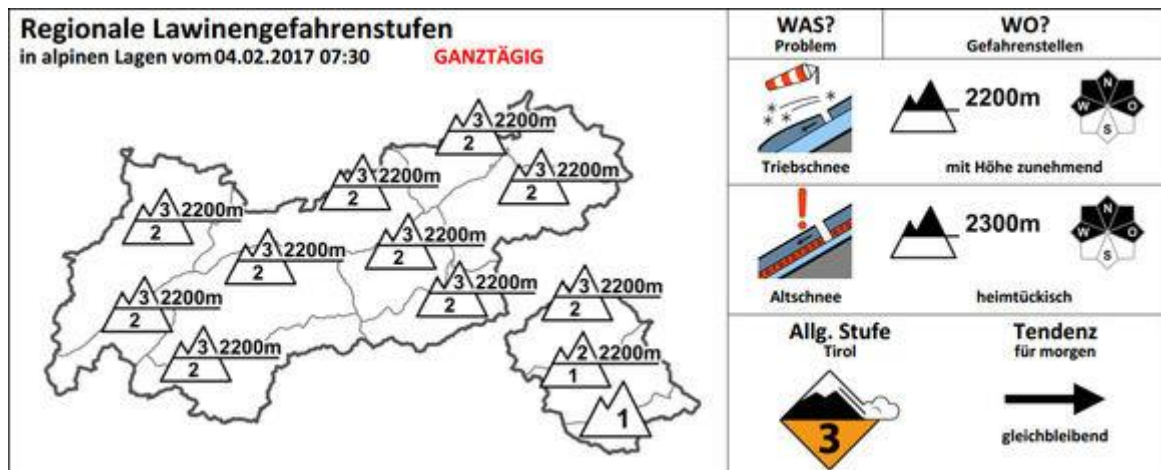 Regionale Lawinengefahrenstufen
in alpinen Lagen vom 04.02.2017 07:30 GANZTÄGIG
3 2200m
2
3 2200m
2
3 2200m
2
3 2200m
2
3 2200m
2
3 2200m
2
3 2200m
2
3 2200m
2
3 2200m
2
3 2200m
2
2 2200m
1
1
WAS?
Problem
WO?
Gefahrenstellen
Triebschnee
2200m
N
W O
S
mit Höhe zunehmend
Altschnee
2300m
N
W O
S
heimtückisch
Allg. Stufe
Tirol
3
Tendenz
für morgen
gleichbleibend